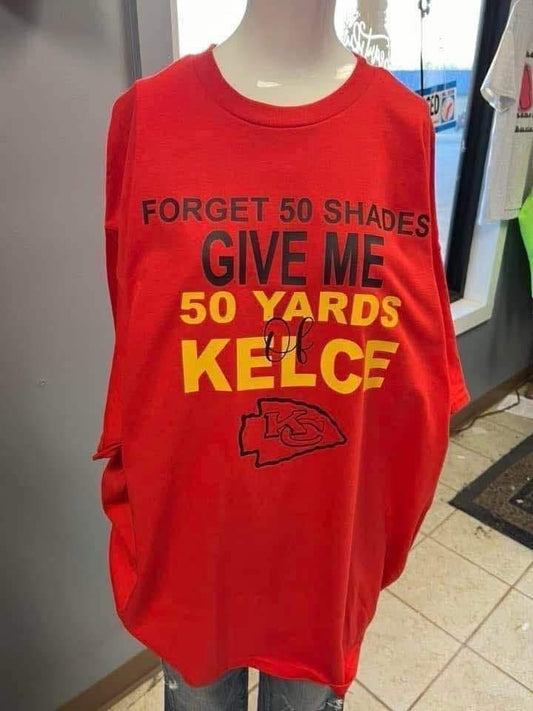 FORGET 50 SHADES
GIVE ME
50 YARDS
Of
KELCE
KC